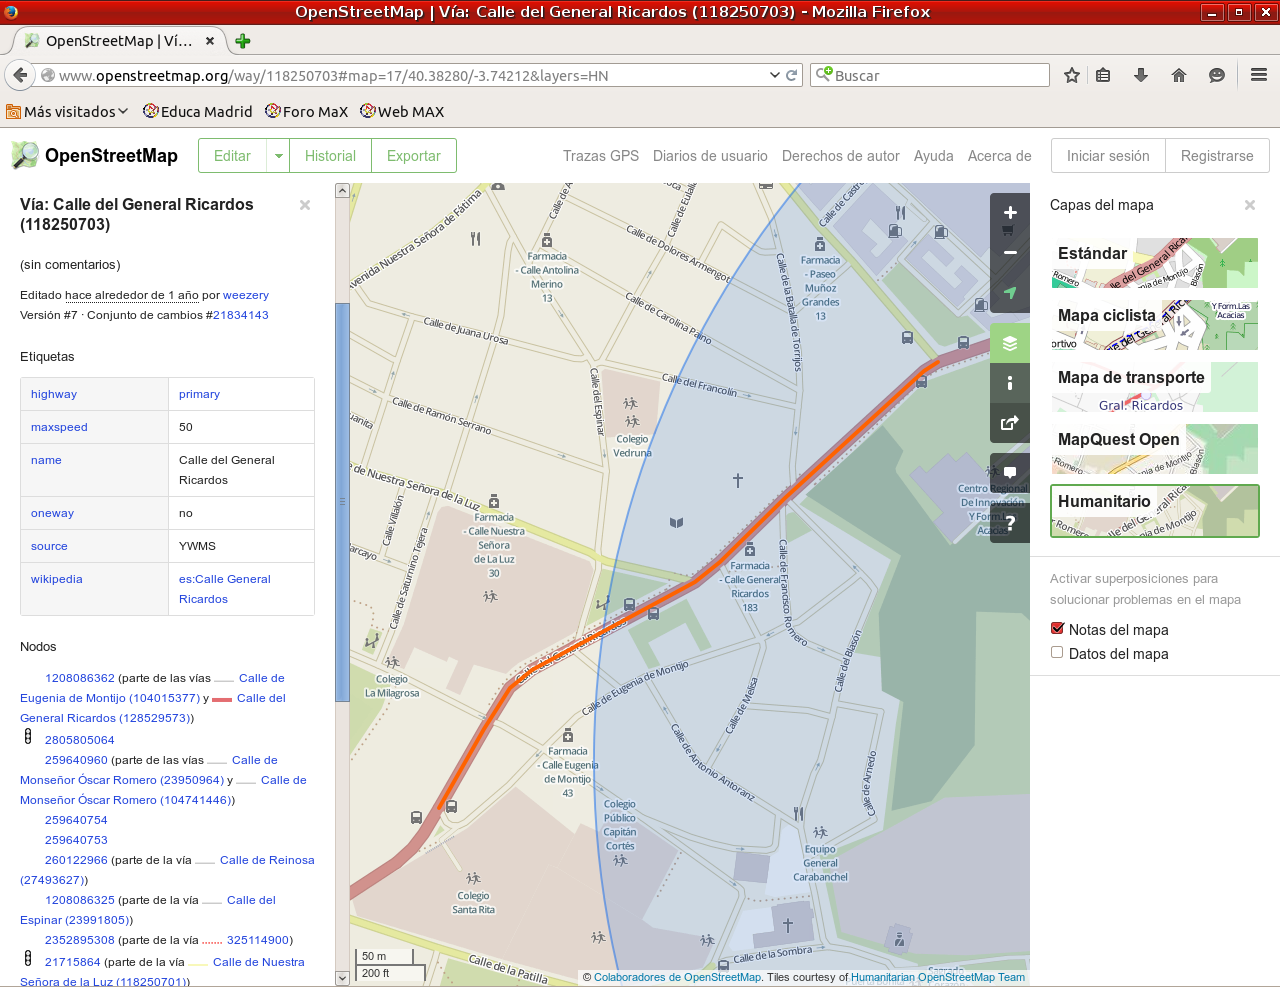 OpenStreetMap | Vía: Calle del General Ricardos (118250703) - Mozilla Firefox
OpenStreetMap | Ví...
www.openstreetmap.org/way/118250703#map=17/40.38280/-3.74212&layers=HN
Buscar
Más visitados
Educa Madrid
Foro MaX
Web MAX
OpenStreetMap
Editar
Historial
Exportar
Trazas GPS
Diarios de usuario
Derechos de autor
Ayuda
Acerca de
Iniciar sesión
Registrarse
Vía: Calle del General Ricardos
(118250703)
(sin comentarios)
Editado hace alrededor de 1 año por weezery
Versión #7 · Conjunto de cambios #21834143
Etiquetas
highway primary
maxspeed 50
name Calle del General
Ricardos
oneway no
source YWMS
wikipedia es:Calle General
Ricardos
Nodos
1208086362 (parte de las vías Calle de
Eugenia de Montijo (104015377) y Calle del
General Ricardos (128529573))
2805805064
259640960 (parte de las vías Calle de
Monseñor Óscar Romero (23950964) y Calle de
Monseñor Óscar Romero (104741446))
259640754
259640753
260122966 (parte de la vía Calle de Reinosa
(27493627))
1208086325 (parte de la vía Calle del
Espinar (23991805))
2352895308 (parte de la vía 325114900)
21715864 (parte de la vía Calle de Nuestra
Señora de la Luz (118250701))
venida Nuestra Señora de Fátima
Calle de Eulalia
Calle de Dolores Armengot
Calle de la Batalla de Torrijos
Calle de Castro
Farmacia
- Calle Antolina
Merino
13
Farmacia
- Paseo
Muñoz
Grandes
13
Calle de Carolina Paino
Calle de Juana Urosa
Calle del Francolín
Calle del Espinar
Calle de Ramón Serrano
uanita
Colegio
Vedruna
e de Nuestra Señora de la Luz
Calle Villalón
Calle de Saturnino Tejera
arcayo
Farmacia
- Calle Nuestra
Señora
de La Luz
30
Centro Regional
De Innovación
Y Form.Las
Acacias
Farmacia
- Calle General
Ricardos
183
Calle de Francisco Romero
Calle del General Ricardos
Calle de Eugenia de Montijo
Calle de Melisa
Calle del Blasón
Colegio
La Milagrosa
Farmacia
- Calle Eugenia
de Montijo
43
Calle de Antonio Antoranz
Calle de Arnedo
Colegio
Público
Capitán
Cortés
Equipo
General
Carabanchel
Colegio
Santa Rita
Calle de la Sombra
Calle de la Patilla
Sagrado
50 m
200 ft
© Colaboradores de OpenStreetMap. Tiles courtesy of Humanitarian OpenStreetMap Team
Capas del mapa
Estándar
Mapa ciclista
Mapa de transporte
Gral. Ricardos
MapQuest Open
Humanitario
Activar superposiciones para
solucionar problemas en el mapa
Notas del mapa
Datos del mapa